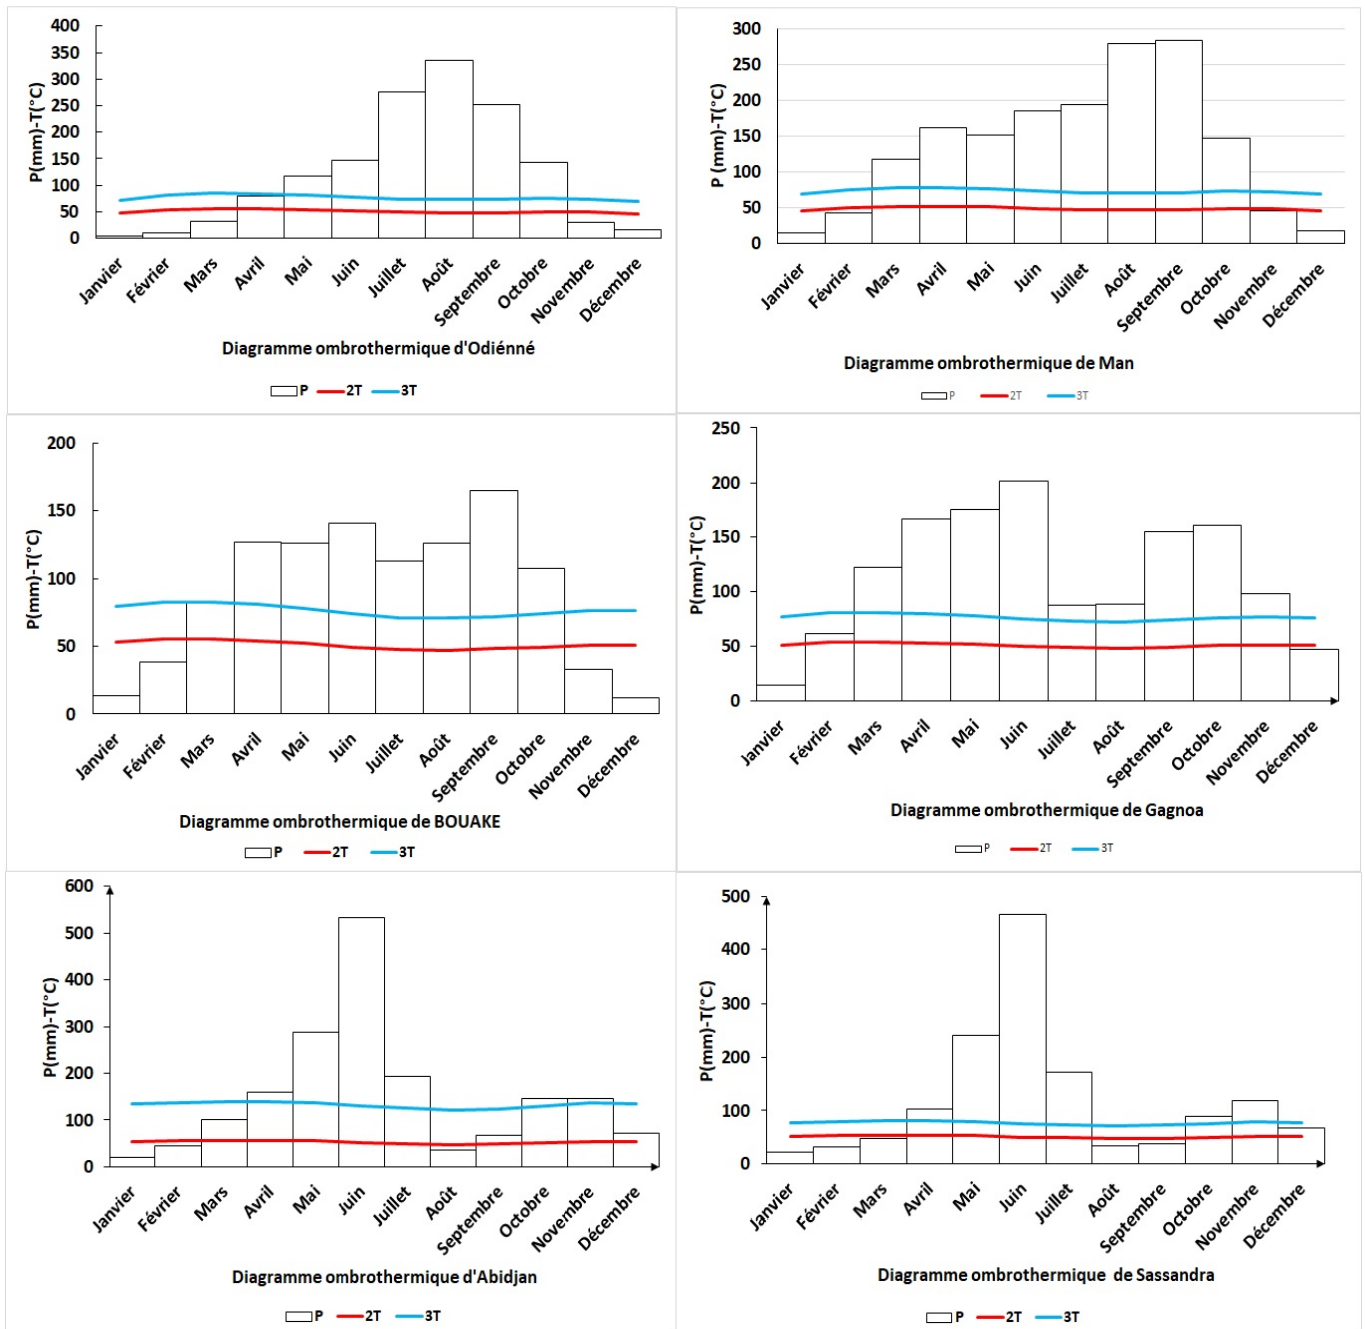 P(mm)-T(°C)
400
350
300
250
200
150
100
50
0
Janvier
Février
Mars
Avril
Mai
Juin
Juillet
Août
Septembre
Octobre
Novembre
Décembre
Diagramme ombrothermique d'Odiénné
P 2T 3T
P (mm)-T(°C)
300
250
200
150
100
50
0
Janvier
Février
Mars
Avril
Mai
Juin
Juillet
Août
Septembre
Octobre
Novembre
Décembre
Diagramme ombrothermique de Man
P 2T 3T
P(mm)-T(°C)
200
150
100
50
0
Janvier
Février
Mars
Avril
Mai
Juin
Juillet
Août
Septembre
Octobre
Novembre
Décembre
Diagramme ombrothermique de BOUAKE
P 2T 3T
P(mm)-T(°C)
250
200
150
100
50
0
Janvier
Février
Mars
Avril
Mai
Juin
Juillet
Août
Septembre
Octobre
Novembre
Décembre
Diagramme ombrothermique de Gagnoa
P 2T 3T
P(mm)-T(°C)
600
500
400
300
200
100
0
Janvier
Février
Mars
Avril
Mai
Juin
Juillet
Août
Septembre
Octobre
Novembre
Décembre
Diagramme ombrothermique d'Abidjan
P 2T 3T
P(mm)-T(°C)
500
400
300
200
100
0
Janvier
Février
Mars
Avril
Mai
Juin
Juillet
Août
Septembre
Octobre
Novembre
Décembre
Diagramme ombrothermique de Sassandra
P 2T 3T